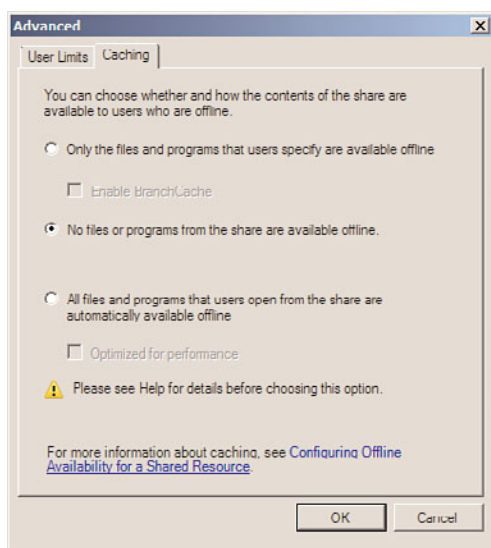 Advanced
User Limits Caching
You can choose whether and how the contents of the share are
available to users who are offline.
Only the files and programs that users specify are available offline
Enable BranchCache
No files or programs from the share are available offline.
All files and programs that users open from the share are
automatically available offline
Optimized for performance
Please see Help for details before choosing this option.
For more information about caching, see Configuring Offline
Availability for a Shared Resource.
OK Cancel